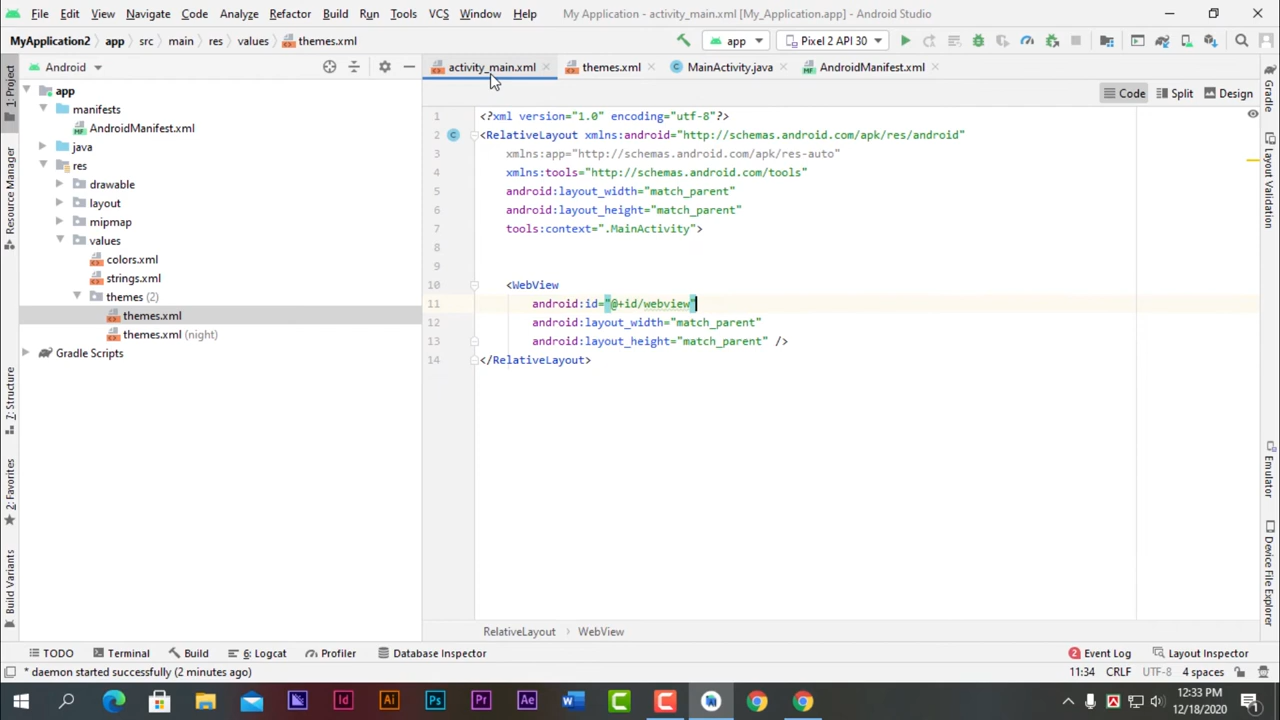 File Edit View Navigate Code Analyze Refactor Build Run Tools VCS Window Help My Application - activity_main.xml [My_Application.app] - Android Studio
MyApplication2 app src main res values themes.xml app Pixel 2 API 30
Android
activity_main.xml themes.xml MainActivity.java AndroidManifest.xml
Code Split Design
app
manifests
AndroidManifest.xml
java
res
drawable
layout
mipmap
values
colors.xml
strings.xml
themes (2)
themes.xml
themes.xml (night)
Gradle Scripts
1 <?xml version="1.0" encoding="utf-8"?>
2 <RelativeLayout xmlns:android="http://schemas.android.com/apk/res/android"
3 xmlns:app="http://schemas.android.com/apk/res-auto"
4 xmlns:tools="http://schemas.android.com/tools"
5 android:layout_width="match_parent"
6 android:layout_height="match_parent"
7 tools:context=".MainActivity">
8
9
10 <WebView
11 android:id="@+id/webview"
12 android:layout_width="match_parent"
13 android:layout_height="match_parent" />
14 </RelativeLayout>
1: Project
Resource Manager
7: Structure
2: Favorites
Build Variants
Gradle
Layout Validation
Emulator
Device File Explorer
RelativeLayout WebView
TODO Terminal Build 6: Logcat Profiler Database Inspector 2 Event Log Layout Inspector
* daemon started successfully (2 minutes ago) 11:34 CRLF UTF-8 4 spaces
Id Ai Ps Pr Ae
12:33 PM
12/18/2020
1